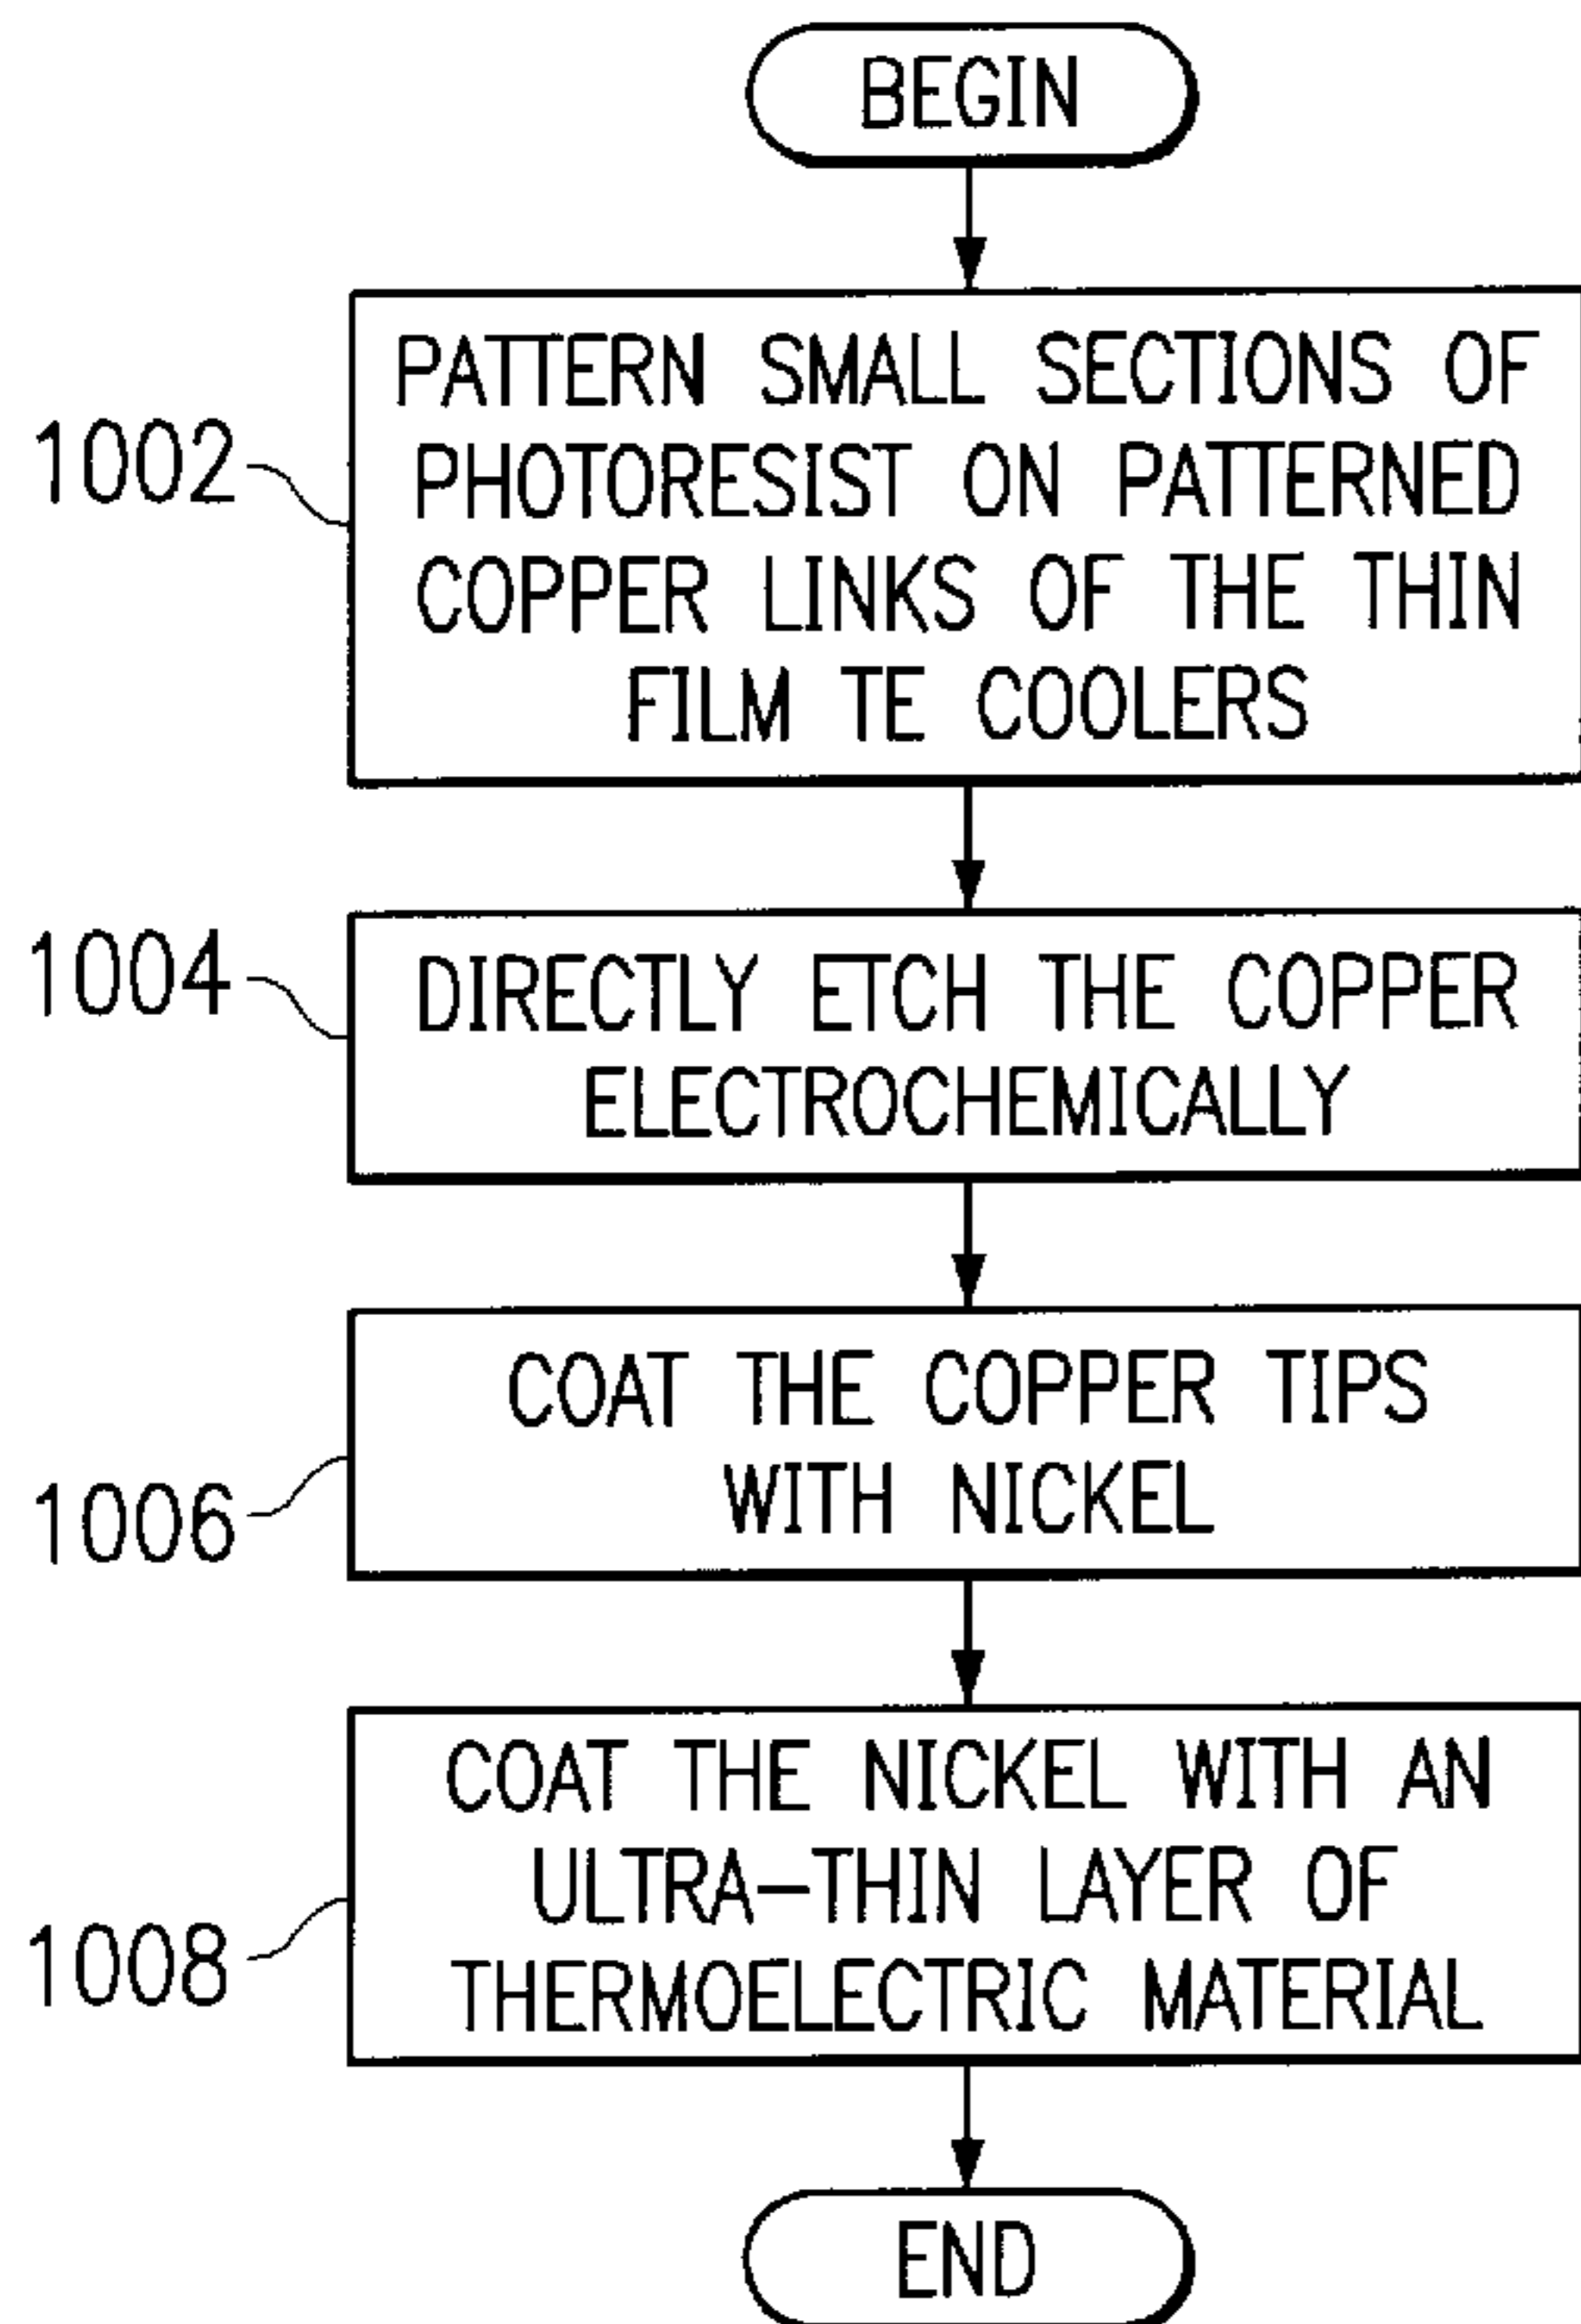 BEGIN
1002
PATTERN SMALL SECTIONS OF
PHOTORESIST ON PATTERNED
COPPER LINKS OF THE THIN
FILM TE COOLERS
1004
DIRECTLY ETCH THE COPPER
ELECTROCHEMICALLY
1006
COAT THE COPPER TIPS
WITH NICKEL
1008
COAT THE NICKEL WITH AN
ULTRA-THIN LAYER OF
THERMOELECTRIC MATERIAL
END